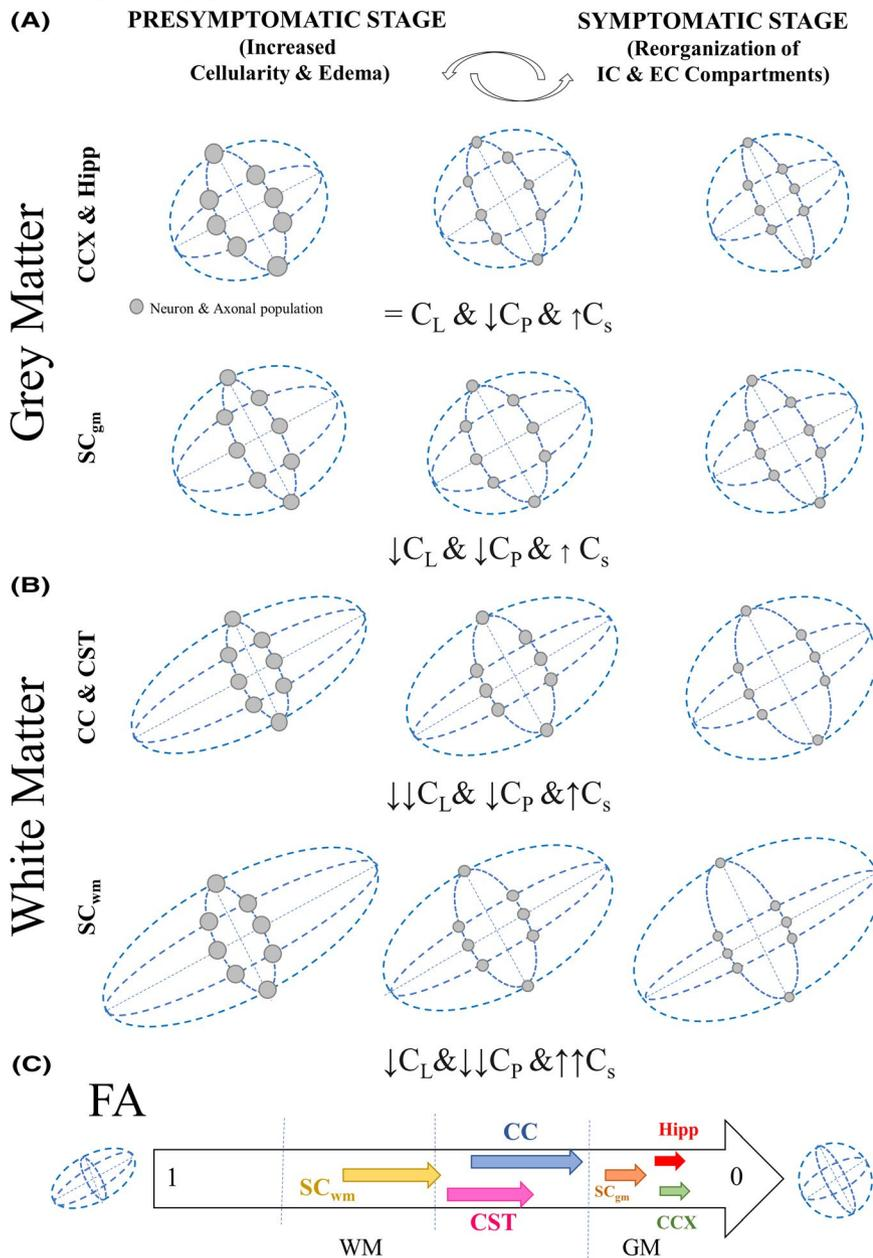 (A)
PRESYMPTOMATIC STAGE
(Increased
Cellularity & Edema)
SYMPTOMATIC STAGE
(Reorganization of
IC & EC Compartments)
Grey Matter
CCX & Hipp
Neuron & Axonal population
= C_L & ↓C_P & ↑C_s
SC_gm
↓C_L & ↓C_P & ↑ C_s
(B)
White Matter
CC & CST
↓↓C_L& ↓C_P &↑C_s
SC_wm
↓C_L&↓↓C_P &↑↑C_s
(C)
FA
1
SC_wm
CC
CST
SC_gm
Hipp
CCX
0
WM
GM